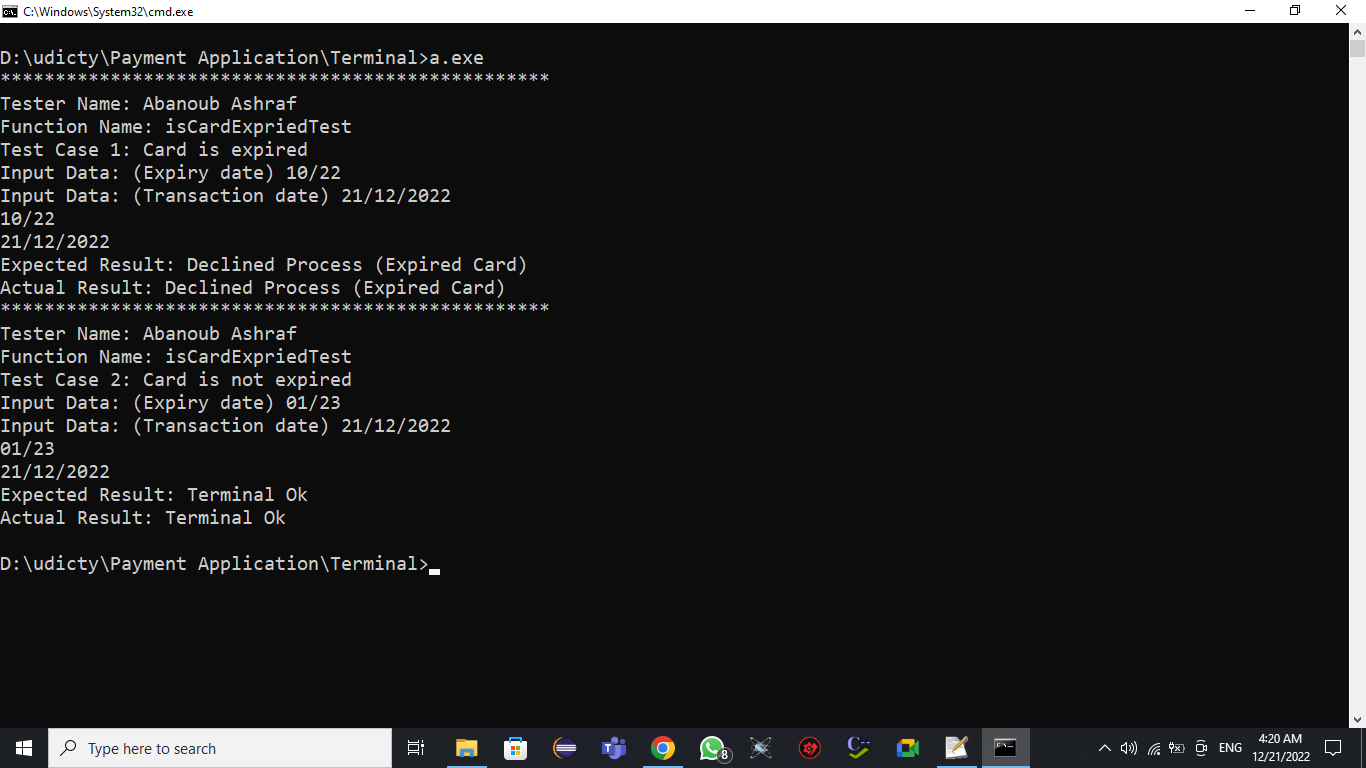 C:\Windows\System32\cmd.exe
D:\udicty\Payment Application\Terminal>a.exe
**************************************************
Tester Name: Abanoub Ashraf
Function Name: isCardExpriedTest
Test Case 1: Card is expired
Input Data: (Expiry date) 10/22
Input Data: (Transaction date) 21/12/2022
10/22
21/12/2022
Expected Result: Declined Process (Expired Card)
Actual Result: Declined Process (Expired Card)
**************************************************
Tester Name: Abanoub Ashraf
Function Name: isCardExpriedTest
Test Case 2: Card is not expired
Input Data: (Expiry date) 01/23
Input Data: (Transaction date) 21/12/2022
01/23
21/12/2022
Expected Result: Terminal Ok
Actual Result: Terminal Ok
D:\udicty\Payment Application\Terminal>
Type here to search
8
C++
ENG
4:20 AM
12/21/2022